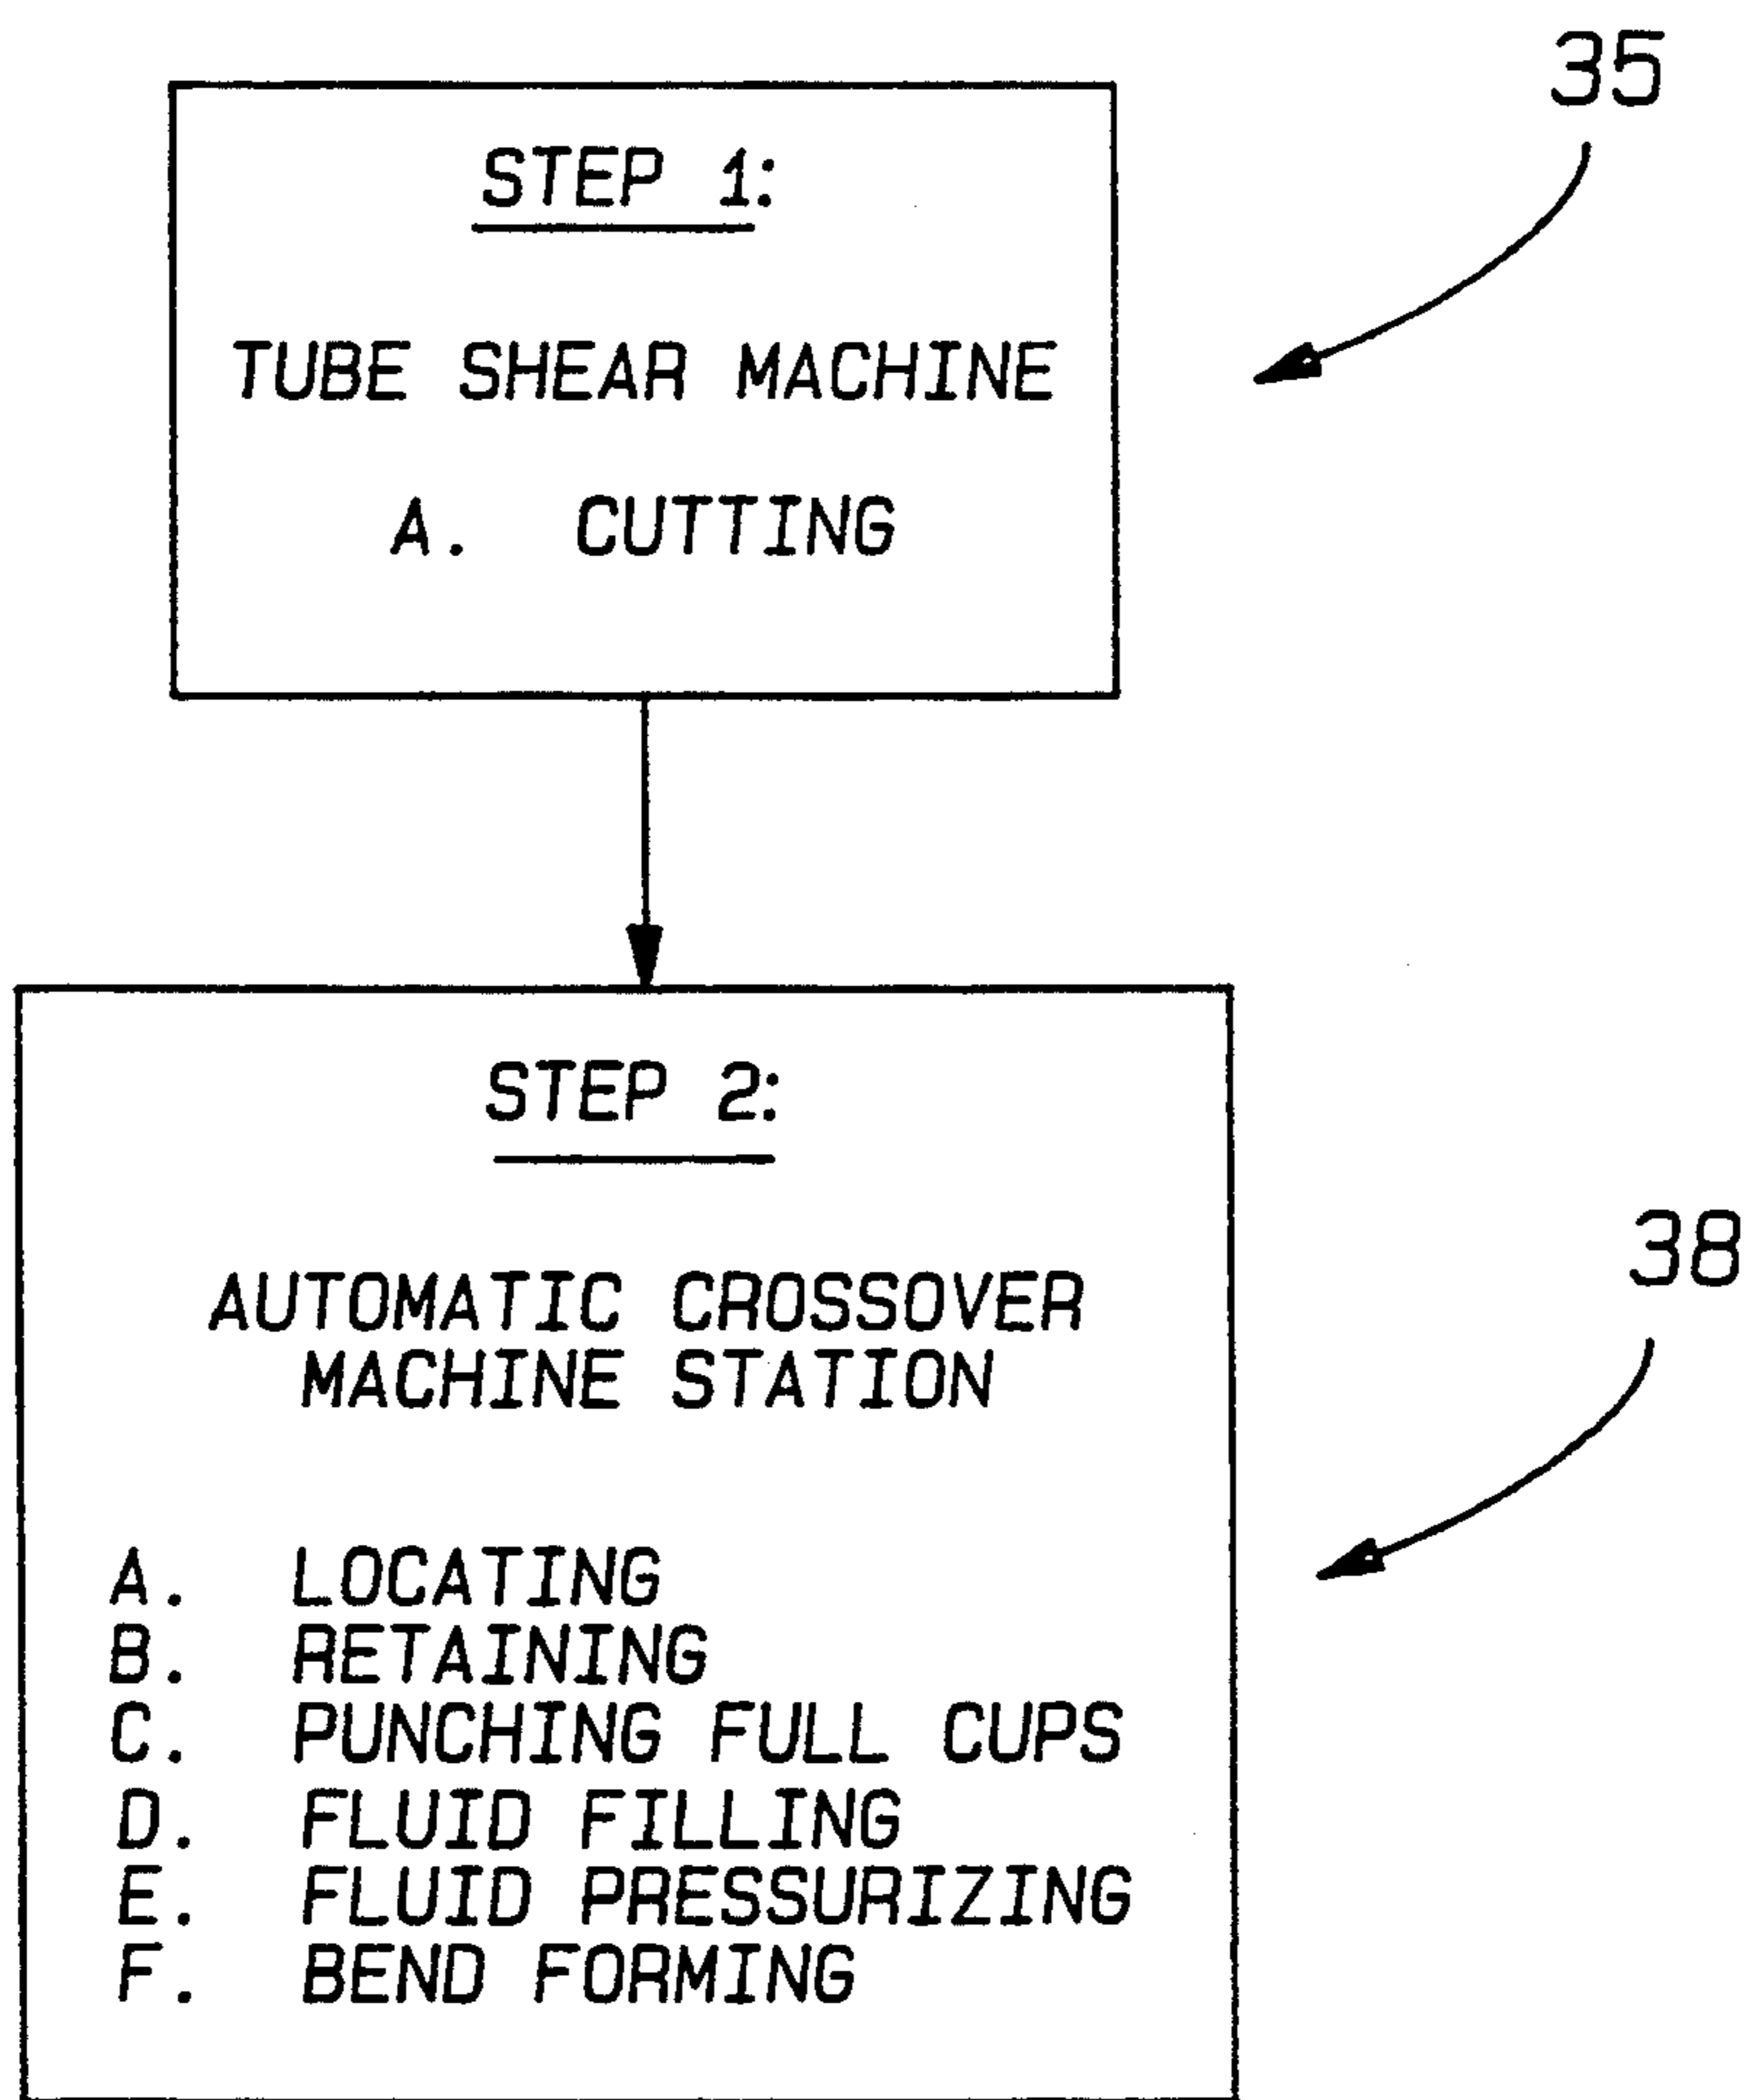 35
STEP 1:
TUBE SHEAR MACHINE
A. CUTTING
STEP 2:
38
AUTOMATIC CROSSOVER
MACHINE STATION
A. LOCATING
B. RETAINING
C. PUNCHING FULL CUPS
D. FLUID FILLING
E. FLUID PRESSURIZING
F. BEND FORMING